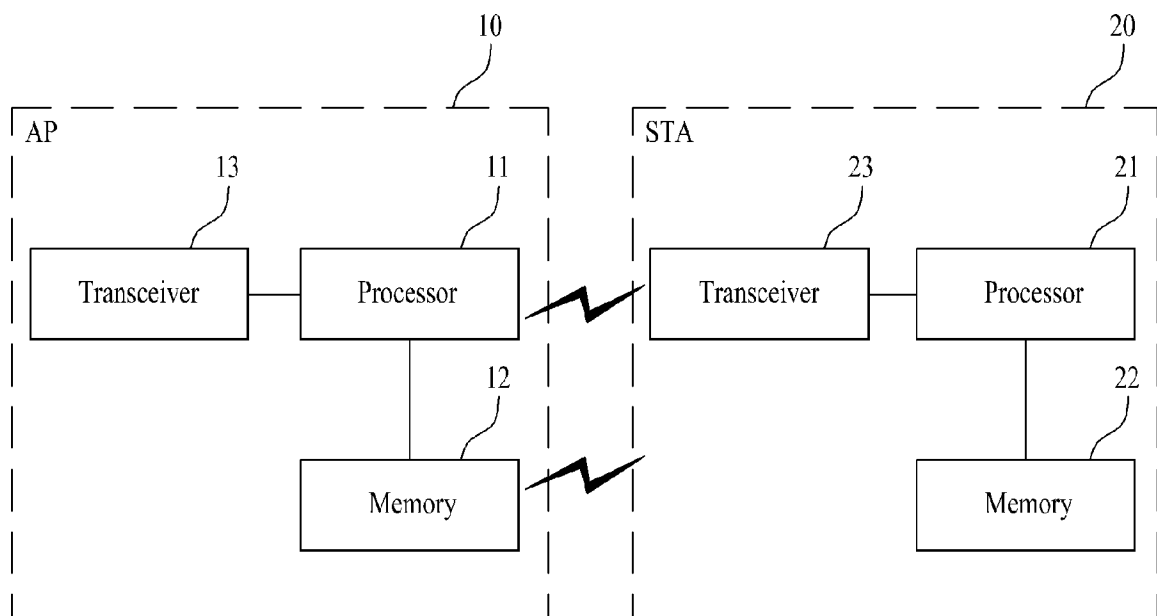 10
20
AP
STA
13
11
23
21
Transceiver
Processor
Transceiver
Processor
12
22
Memory
Memory